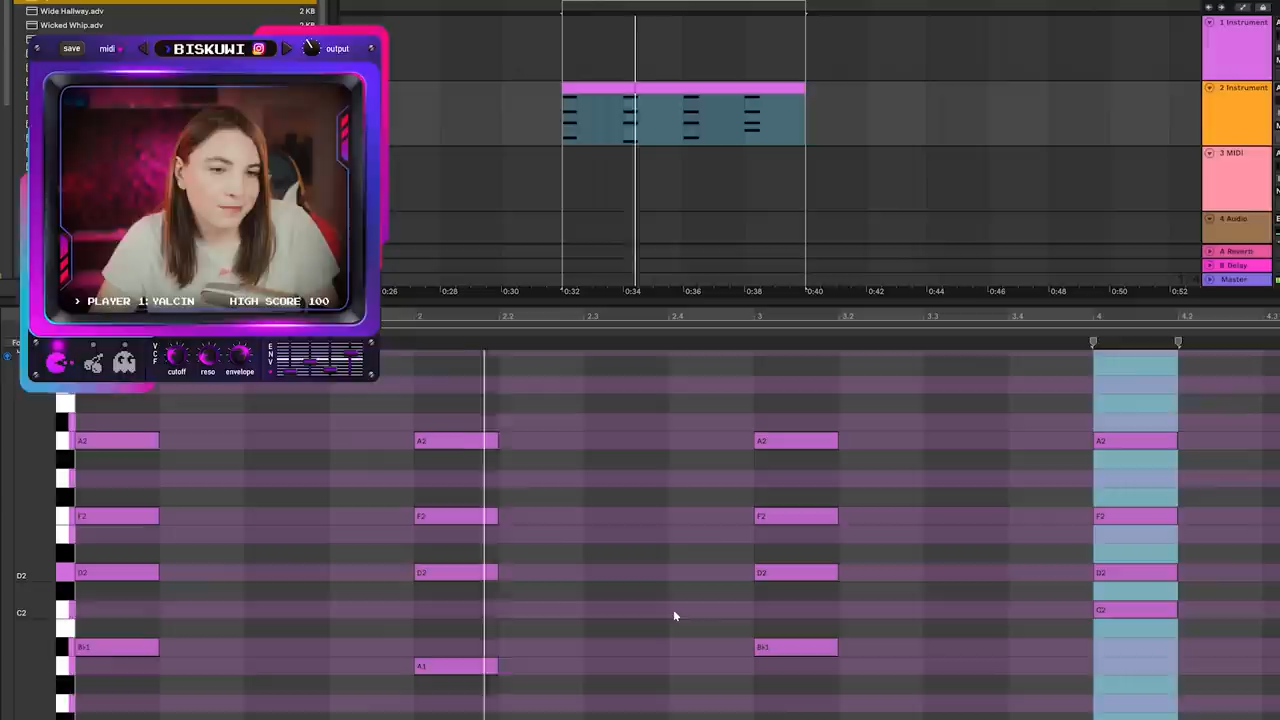 Wide Hallway.adv 2 KB
Wicked Whip.adv 2 KB
save midi BISKUWI output
PLAYER 1: YALCIN HIGH SCORE 100
VCF cutoff reso envelope ENV
1 Instrument
2 Instrument
3 MIDI
4 Audio
A Reverb
B Delay
Master
0:26 0:28 0:30 0:32 0:34 0:36 0:38 0:40 0:42 0:44 0:46 0:48 0:50 0:52
2 2.2 2.3 2.4 3 3.2 3.3 3.4 4 4.2 4.3
A2 A2 A2 A2
F2 F2 F2 F2
D2 D2 D2 D2 D2
C2 C2
B♭1 B♭1
A1